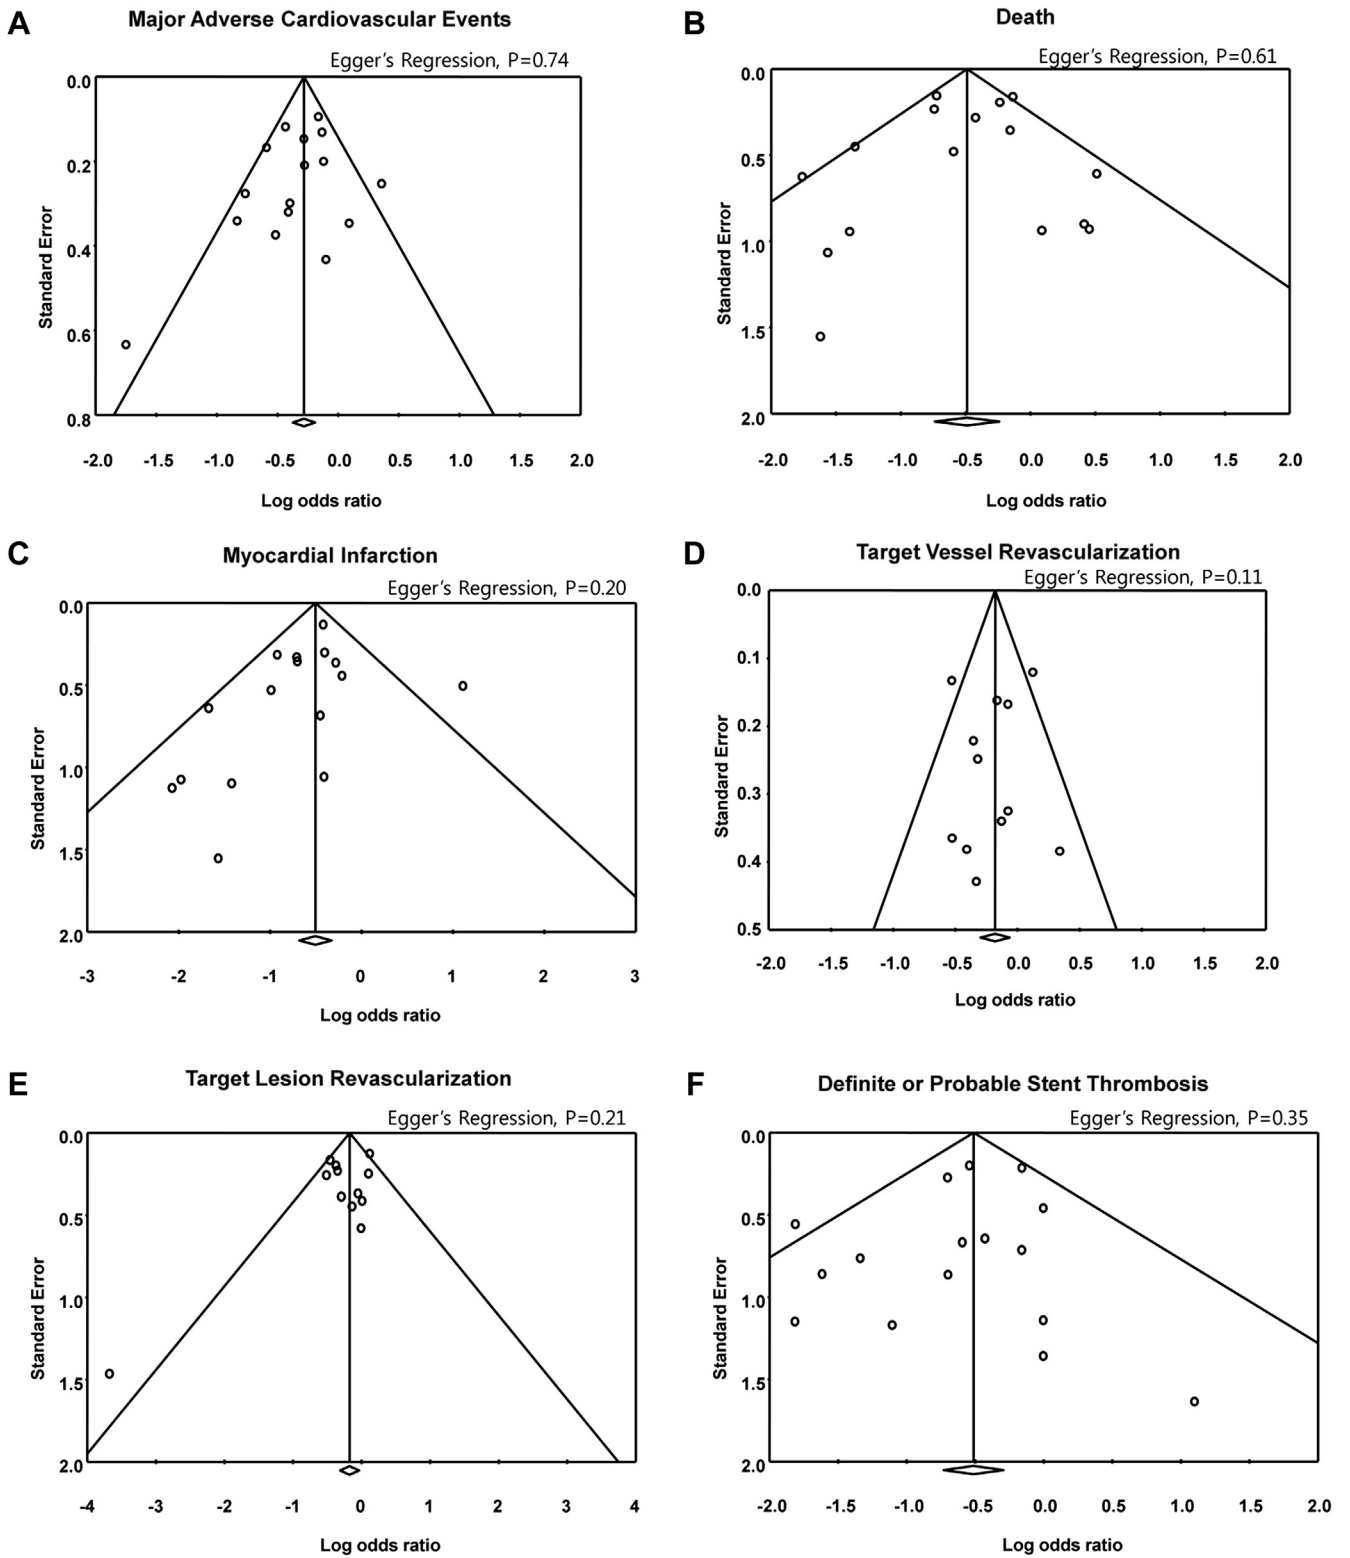 A
Major Adverse Cardiovascular Events
Egger's Regression, P=0.74
0.0
0.2
0.4
0.6
0.8
Standard Error
-2.0 -1.5 -1.0 -0.5 0.0 0.5 1.0 1.5 2.0
Log odds ratio
B
Death
Egger's Regression, P=0.61
0.0
0.5
1.0
1.5
2.0
Standard Error
-2.0 -1.5 -1.0 -0.5 0.0 0.5 1.0 1.5 2.0
Log odds ratio
C
Myocardial Infarction
Egger's Regression, P=0.20
0.0
0.5
1.0
1.5
2.0
Standard Error
-3 -2 -1 0 1 2 3
Log odds ratio
D
Target Vessel Revascularization
Egger's Regression, P=0.11
0.0
0.1
0.2
0.3
0.4
0.5
Standard Error
-2.0 -1.5 -1.0 -0.5 0.0 0.5 1.0 1.5 2.0
Log odds ratio
E
Target Lesion Revascularization
Egger's Regression, P=0.21
0.0
0.5
1.0
1.5
2.0
Standard Error
-4 -3 -2 -1 0 1 2 3 4
Log odds ratio
F
Definite or Probable Stent Thrombosis
Egger's Regression, P=0.35
0.0
0.5
1.0
1.5
2.0
Standard Error
-2.0 -1.5 -1.0 -0.5 0.0 0.5 1.0 1.5 2.0
Log odds ratio